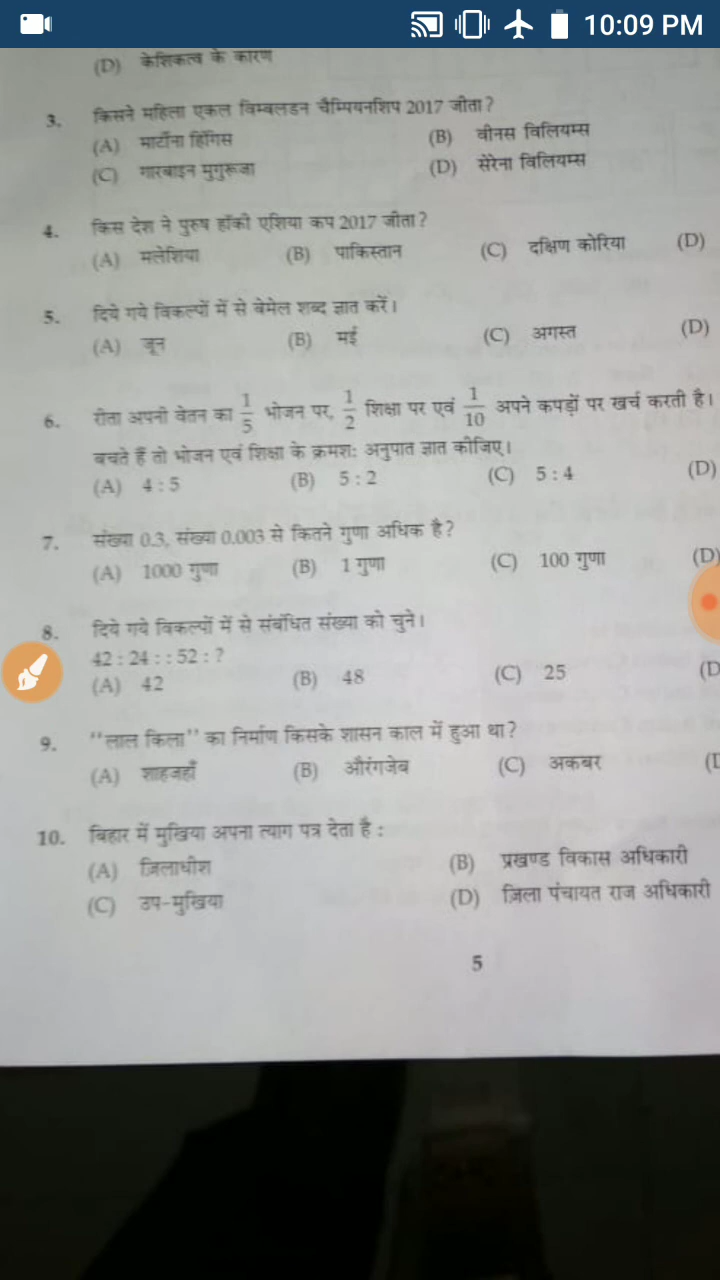 10:09 PM
(D) केशिकत्व के कारण
3. किसने महिला एकल विम्बलडन चैम्पियनशिप 2017 जीता?
(A) मार्टीना हिंगिस (B) वीनस विलियम्स
(C) गारबाइन मुगुरूजा (D) सेरेना विलियम्स
4. किस देश ने पुरुष हॉकी एशिया कप 2017 जीता?
(A) मलेशिया (B) पाकिस्तान (C) दक्षिण कोरिया (D)
5. दिये गये विकल्पों में से बेमेल शब्द ज्ञात करें।
(A) जून (B) मई (C) अगस्त (D)
6. रीता अपनी वेतन का 1/5 भोजन पर, 1/2 शिक्षा पर एवं 1/10 अपने कपड़ों पर खर्च करती है।
बचते हैं तो भोजन एवं शिक्षा के क्रमशः अनुपात ज्ञात कीजिए।
(A) 4 : 5 (B) 5 : 2 (C) 5 : 4 (D)
7. संख्या 0.3, संख्या 0.003 से कितने गुणा अधिक है?
(A) 1000 गुणा (B) 1 गुणा (C) 100 गुणा (D)
8. दिये गये विकल्पों में से संबंधित संख्या को चुने।
42 : 24 : : 52 : ?
(A) 42 (B) 48 (C) 25 (D
9. "लाल किला" का निर्माण किसके शासन काल में हुआ था?
(A) शाहजहाँ (B) औरंगजेब (C) अकबर
10. बिहार में मुखिया अपना त्याग पत्र देता है :
(A) ज़िलाधीश (B) प्रखण्ड विकास अधिकारी
(C) उप-मुखिया (D) ज़िला पंचायत राज अधिकारी
5